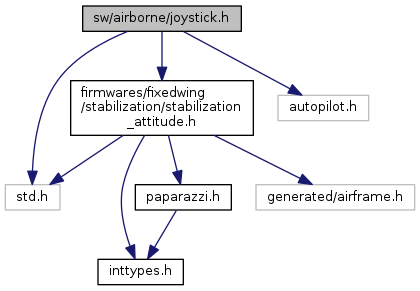 sw/airborne/joystick.h
firmwares/fixedwing
/stabilization/stabilization
_attitude.h
autopilot.h
std.h
paparazzi.h
generated/airframe.h
inttypes.h